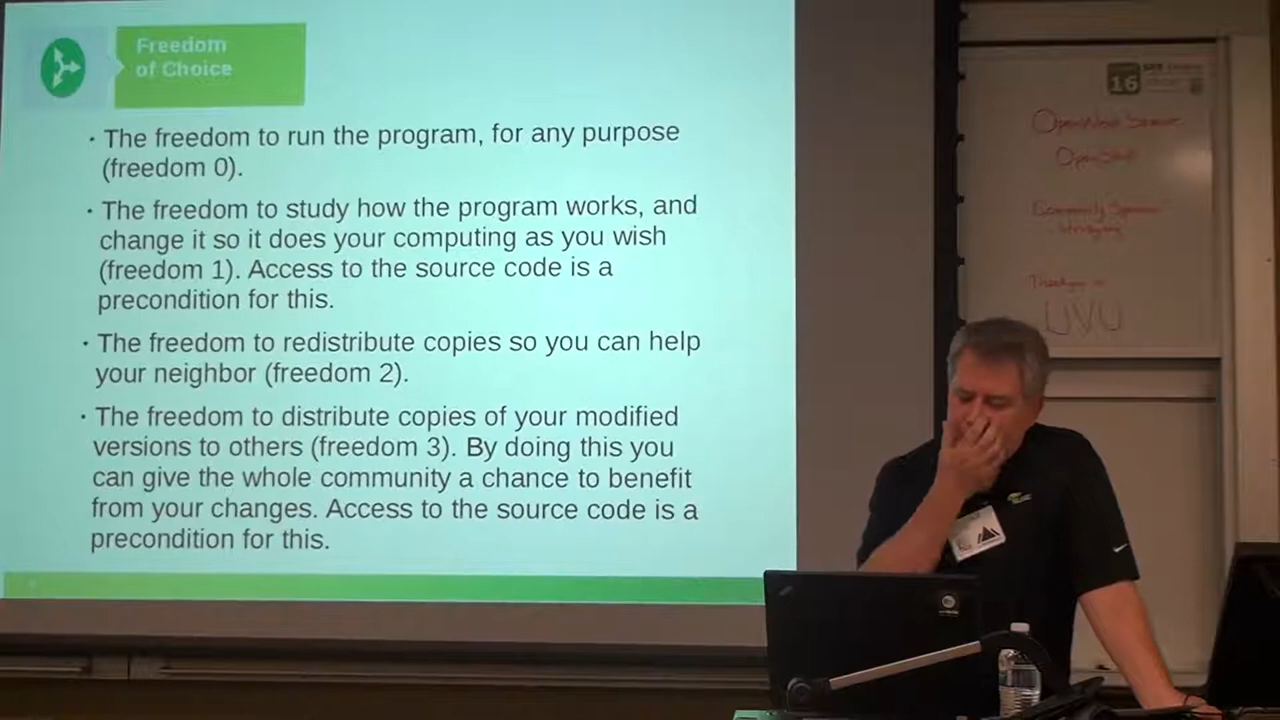 Freedom
of Choice
· The freedom to run the program, for any purpose
(freedom 0).
· The freedom to study how the program works, and
change it so it does your computing as you wish
(freedom 1). Access to the source code is a
precondition for this.
· The freedom to redistribute copies so you can help
your neighbor (freedom 2).
· The freedom to distribute copies of your modified
versions to others (freedom 3). By doing this you
can give the whole community a chance to benefit
from your changes. Access to the source code is a
precondition for this.
16
UVU